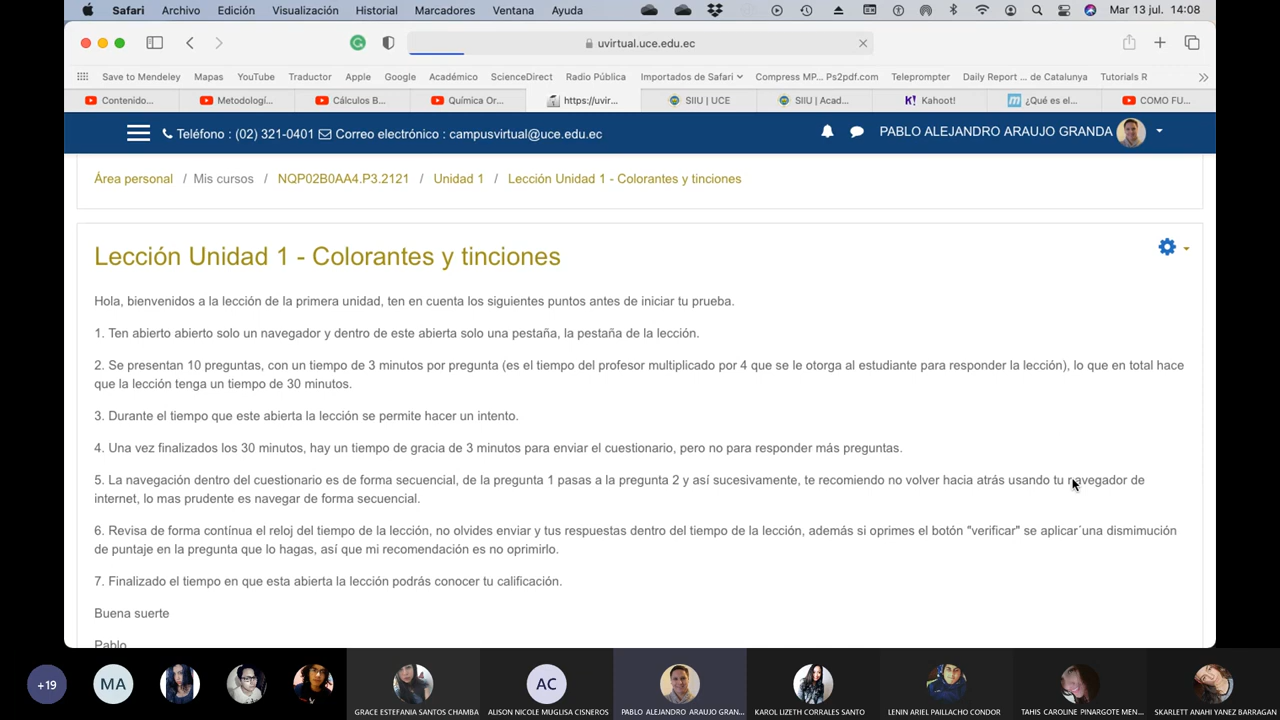 Safari Archivo Edición Visualización Historial Marcadores Ventana Ayuda Mar 13 jul. 14:08
uvirtual.uce.edu.ec
Save to Mendeley Mapas YouTube Traductor Apple Google Académico ScienceDirect Radio Pública Importados de Safari Compress MP... Ps2pdf.com Teleprompter Daily Report ... de Catalunya Tutorials R
Contenido... Metodologí... Cálculos B... Química Or... https://uvir... SIIU | UCE SIIU | Acad... Kahoot! ¿Qué es el... COMO FU...
Teléfono : (02) 321-0401 Correo electrónico : campusvirtual@uce.edu.ec PABLO ALEJANDRO ARAUJO GRANDA
Área personal / Mis cursos / NQP02B0AA4.P3.2121 / Unidad 1 / Lección Unidad 1 - Colorantes y tinciones
Lección Unidad 1 - Colorantes y tinciones
Hola, bienvenidos a la lección de la primera unidad, ten en cuenta los siguientes puntos antes de iniciar tu prueba.
1. Ten abierto abierto solo un navegador y dentro de este abierta solo una pestaña, la pestaña de la lección.
2. Se presentan 10 preguntas, con un tiempo de 3 minutos por pregunta (es el tiempo del profesor multiplicado por 4 que se le otorga al estudiante para responder la lección), lo que en total hace
que la lección tenga un tiempo de 30 minutos.
3. Durante el tiempo que este abierta la lección se permite hacer un intento.
4. Una vez finalizados los 30 minutos, hay un tiempo de gracia de 3 minutos para enviar el cuestionario, pero no para responder más preguntas.
5. La navegación dentro del cuestionario es de forma secuencial, de la pregunta 1 pasas a la pregunta 2 y así sucesivamente, te recomiendo no volver hacia atrás usando tu navegador de
internet, lo mas prudente es navegar de forma secuencial.
6. Revisa de forma contínua el reloj del tiempo de la lección, no olvides enviar y tus respuestas dentro del tiempo de la lección, además si oprimes el botón "verificar" se aplicar´una dismimución
de puntaje en la pregunta que lo hagas, así que mi recomendación es no oprimirlo.
7. Finalizado el tiempo en que esta abierta la lección podrás conocer tu calificación.
Buena suerte
Pablo
+19 MA AC
GRACE ESTEFANIA SANTOS CHAMBA ALISON NICOLE MUGLISA CISNEROS PABLO ALEJANDRO ARAUJO GRAN... KAROL LIZETH CORRALES SANTO LENIN ARIEL PAILLACHO CONDOR TAHIS CAROLINE PINARGOTE MEN... SKARLETT ANAHI YANEZ BARRAGAN